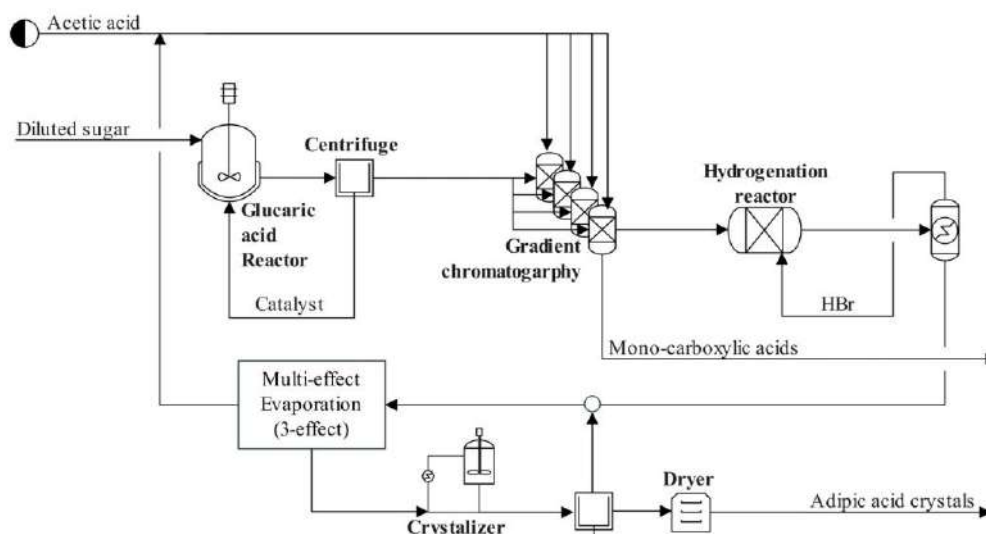 Acetic acid
Diluted sugar
Centrifuge
Glucaric
acid
Reactor
Catalyst
Gradient
chromatogarphy
Hydrogenation
reactor
HBr
Mono-carboxylic acids
Multi-effect
Evaporation
(3-effect)
Crystalizer
Dryer
Adipic acid crystals